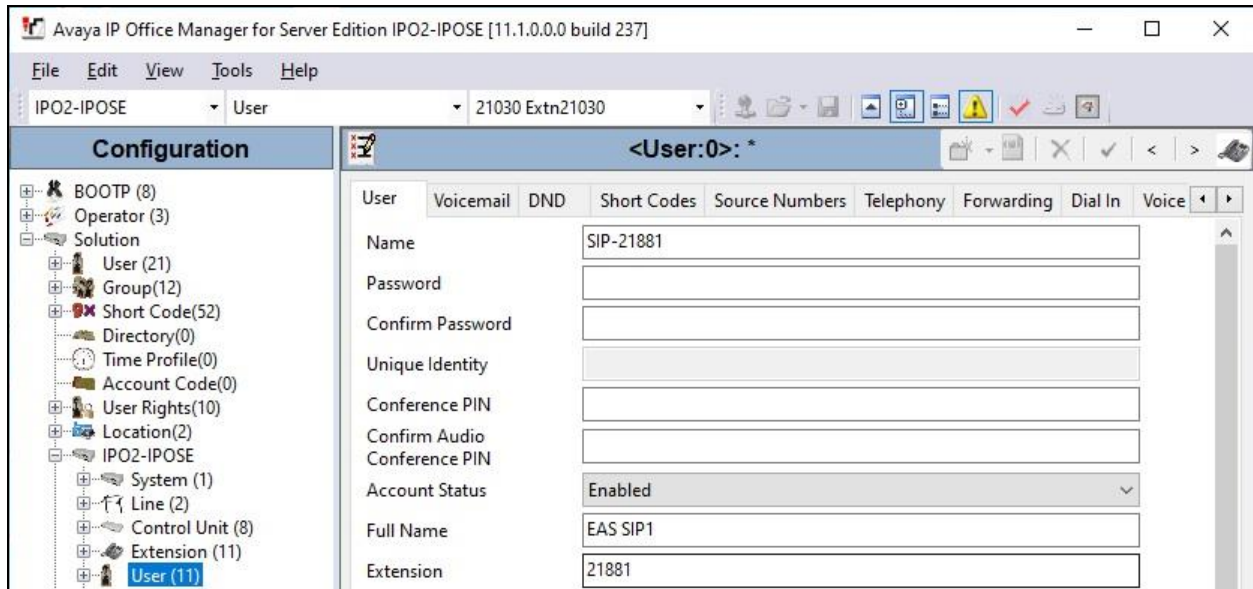 Avaya IP Office Manager for Server Edition IPO2-IPOSE [11.1.0.0.0 build 237]
File Edit View Tools Help
IPO2-IPOSE User 21030 Extn21030
Configuration
<User:0>: *
BOOTP (8)
Operator (3)
Solution
User (21)
Group(12)
Short Code(52)
Directory(0)
Time Profile(0)
Account Code(0)
User Rights(10)
Location(2)
IPO2-IPOSE
System (1)
Line (2)
Control Unit (8)
Extension (11)
User (11)
User Voicemail DND Short Codes Source Numbers Telephony Forwarding Dial In Voice
Name SIP-21881
Password
Confirm Password
Unique Identity
Conference PIN
Confirm Audio
Conference PIN
Account Status Enabled
Full Name EAS SIP1
Extension 21881